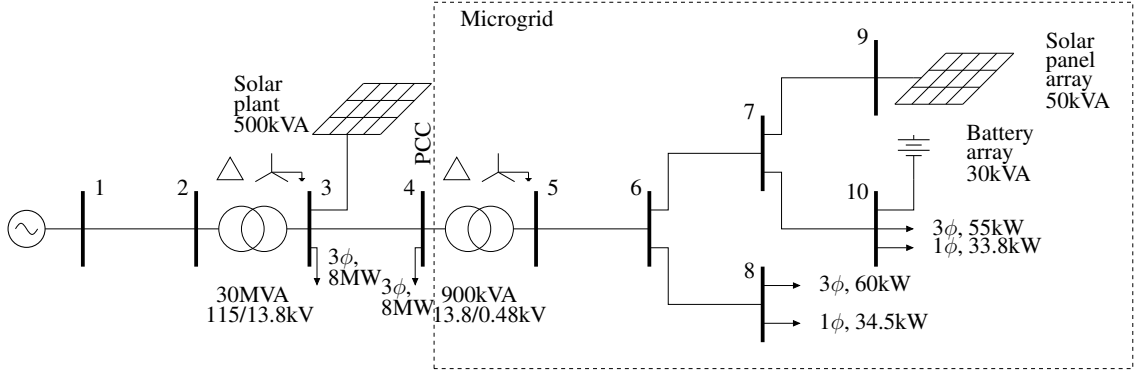 Microgrid
9
Solar
panel
array
50kVA
Solar
plant
500kVA
PCC
7
Battery
array
30kVA
1
2
3
4
5
6
10
3ϕ, 55kW
1ϕ, 33.8kW
3ϕ,
8MW
3ϕ,
8MW
8
3ϕ, 60kW
1ϕ, 34.5kW
30MVA
115/13.8kV
900kVA
13.8/0.48kV